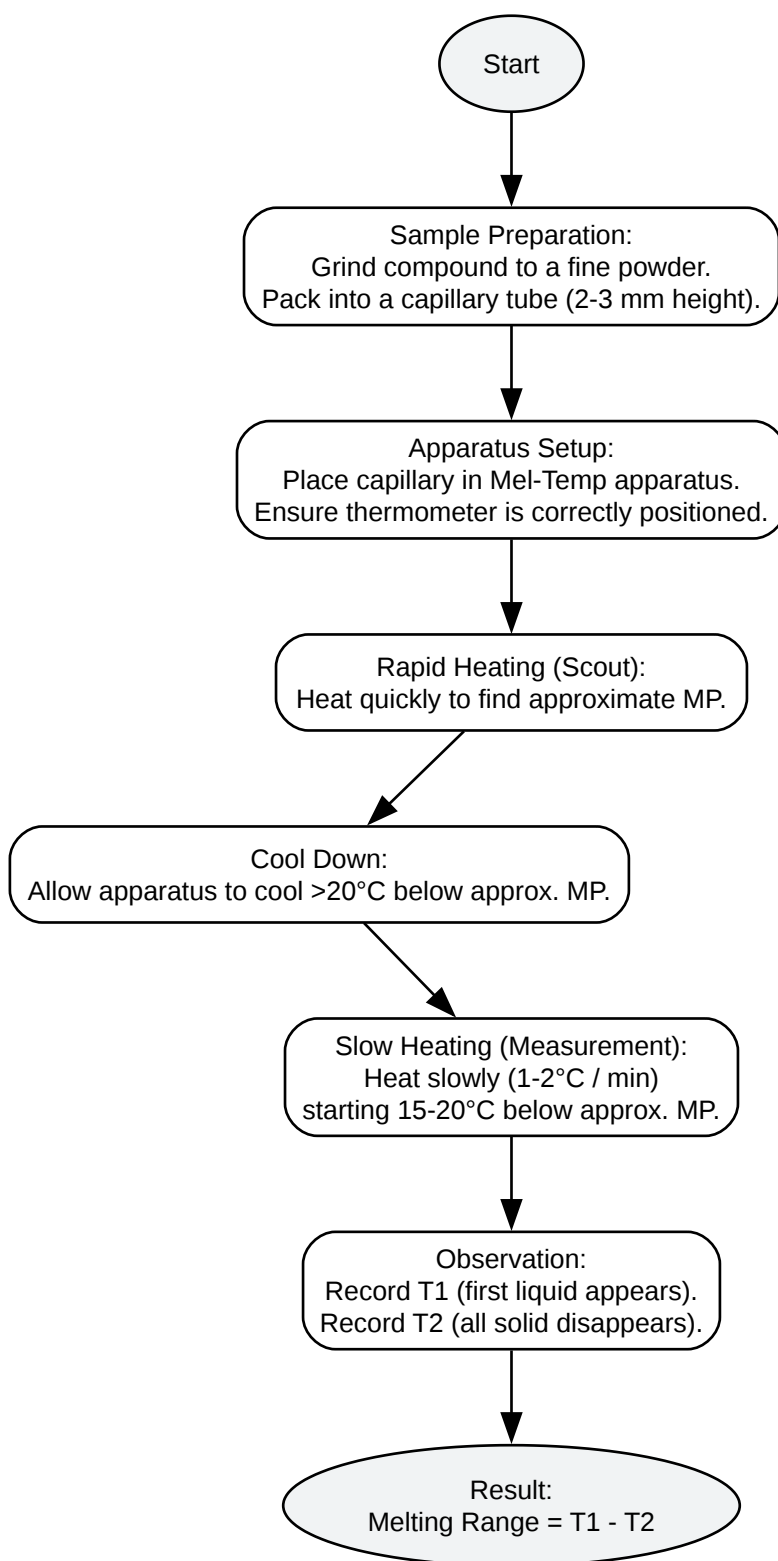 Start
Sample Preparation:
Grind compound to a fine powder.
Pack into a capillary tube (2-3 mm height).
Apparatus Setup:
Place capillary in Mel-Temp apparatus.
Ensure thermometer is correctly positioned.
Rapid Heating (Scout):
Heat quickly to find approximate MP.
Cool Down:
Allow apparatus to cool >20°C below approx. MP.
Slow Heating (Measurement):
Heat slowly (1-2°C / min)
starting 15-20°C below approx. MP.
Observation:
Record T1 (first liquid appears).
Record T2 (all solid disappears).
Result:
Melting Range = T1 - T2